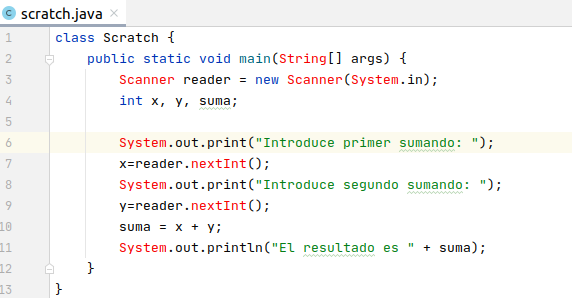 scratch.java
1 class Scratch {
2 public static void main(String[] args) {
3 Scanner reader = new Scanner(System.in);
4 int x, y, suma;
5
6 System.out.print("Introduce primer sumando: ");
7 x=reader.nextInt();
8 System.out.print("Introduce segundo sumando: ");
9 y=reader.nextInt();
10 suma = x + y;
11 System.out.println("El resultado es " + suma);
12 }
13 }